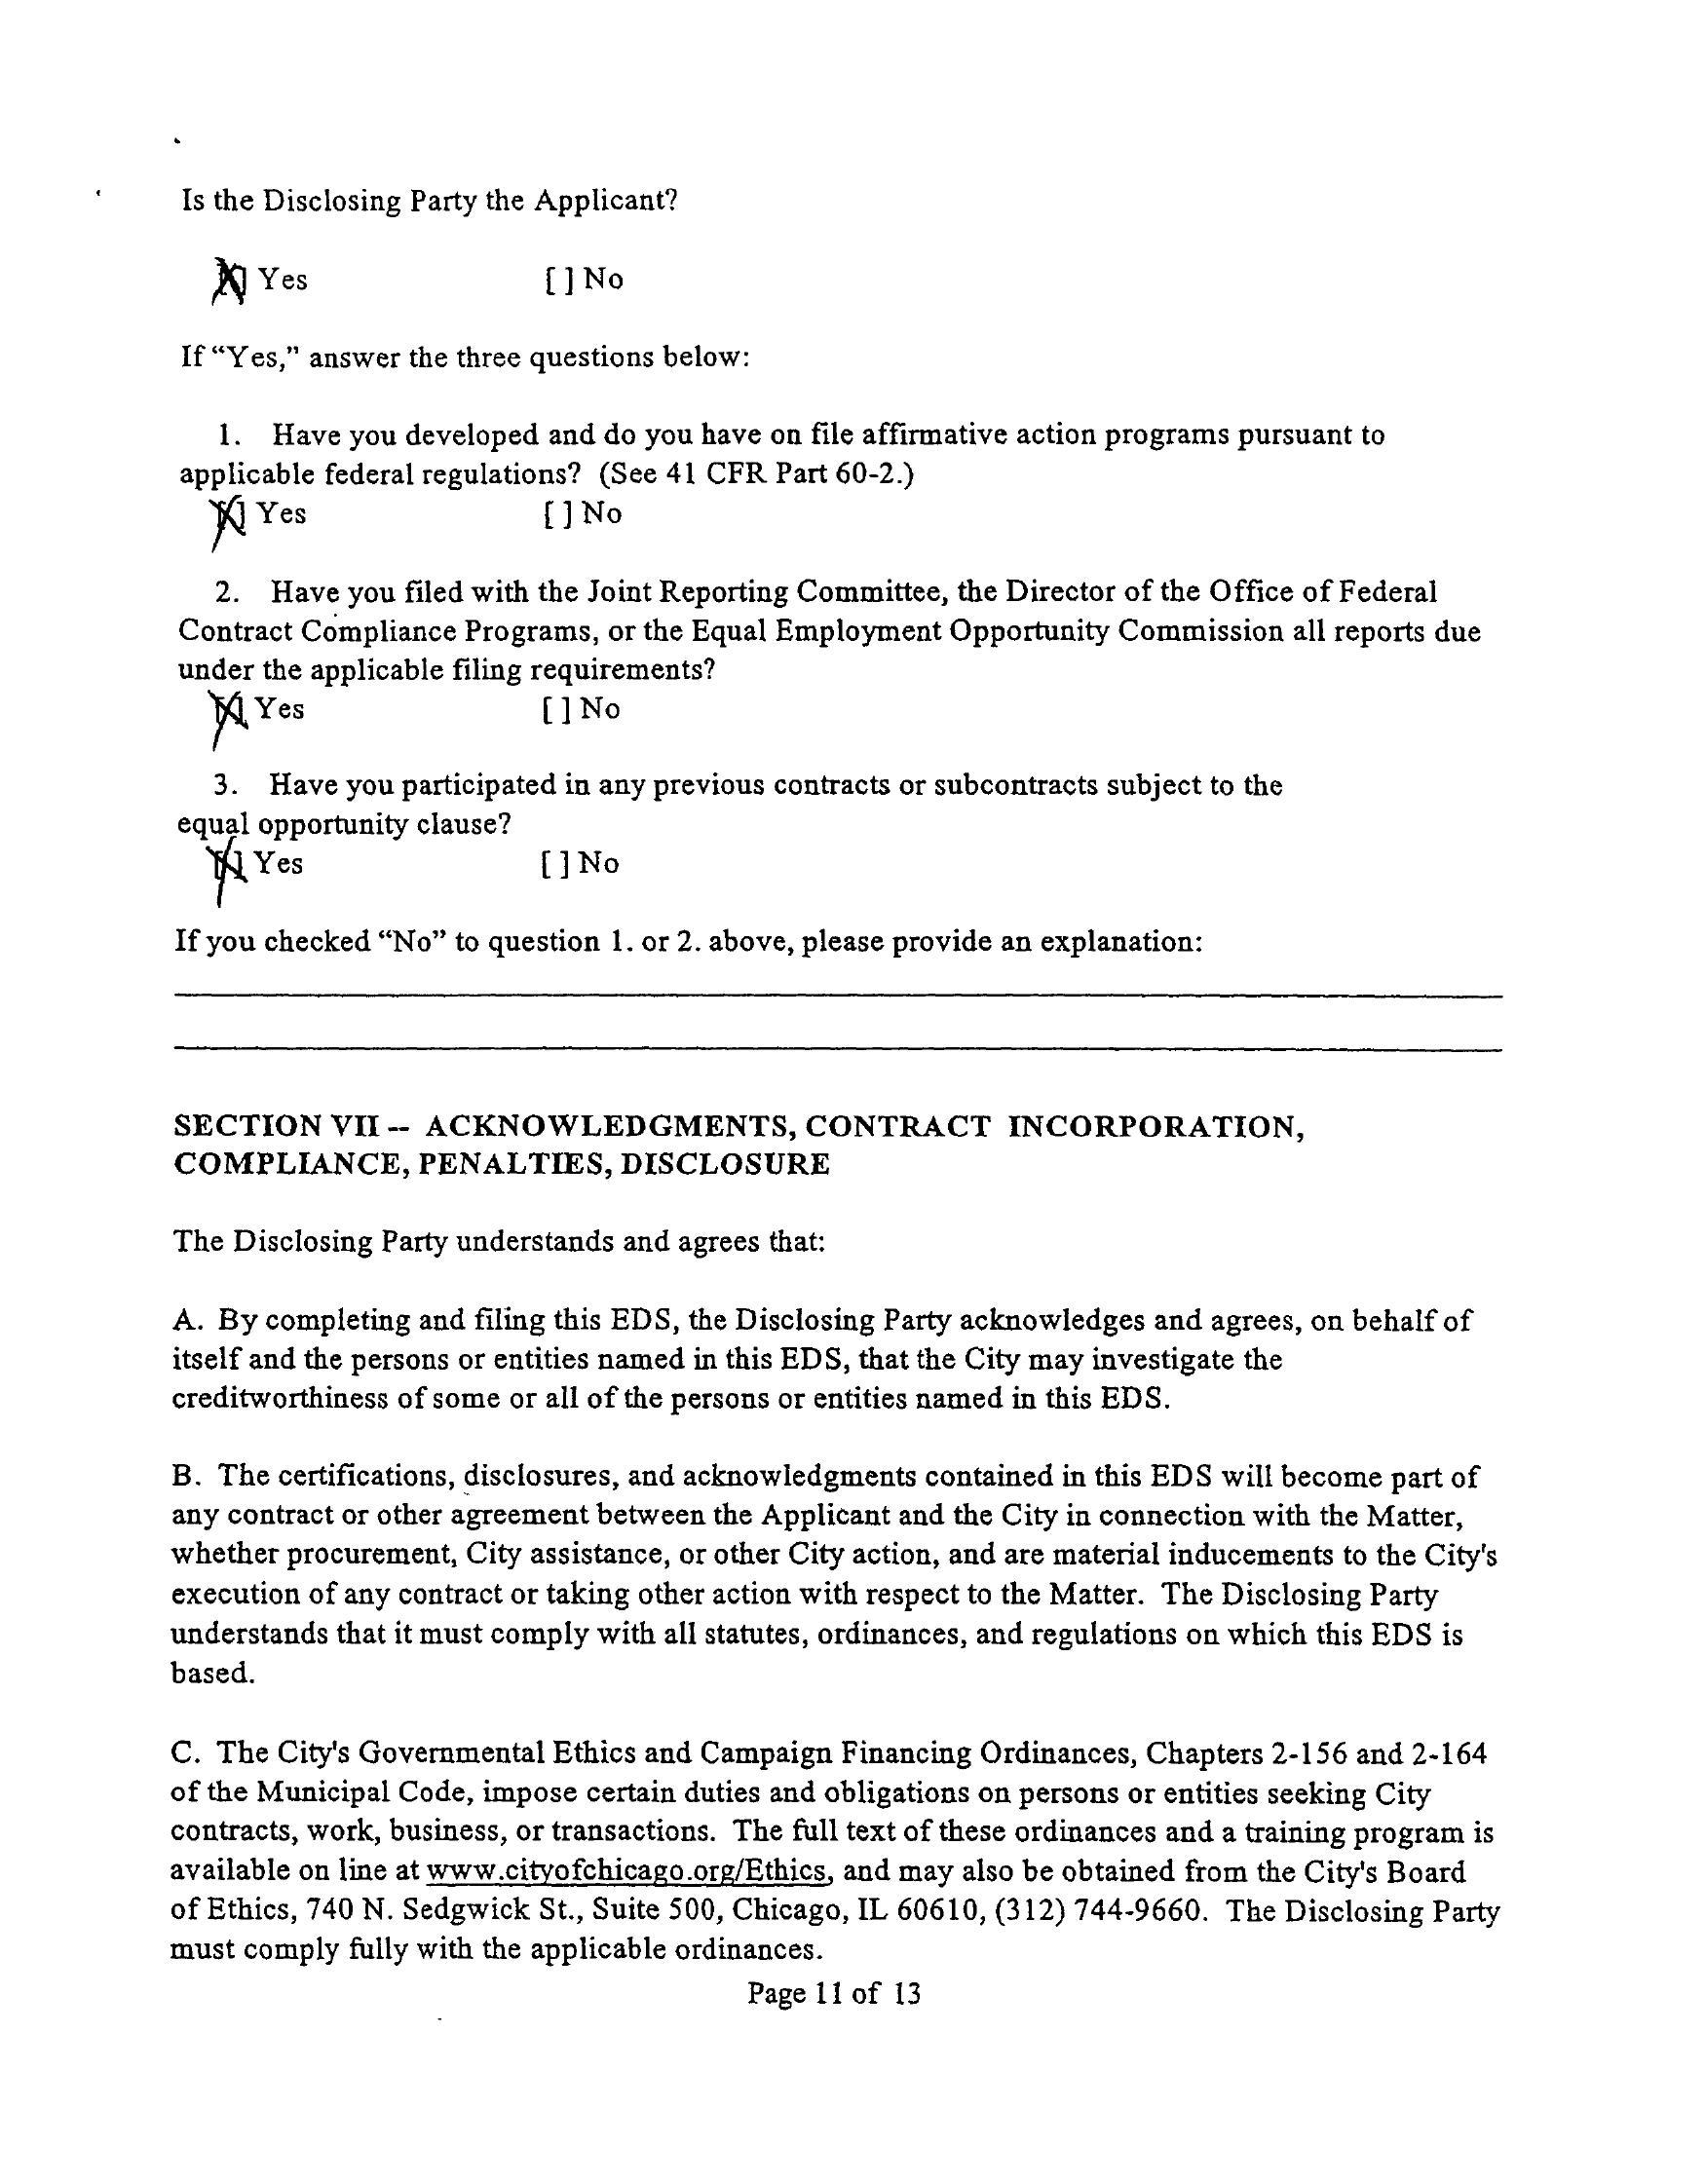 Is the Disclosing Party the Applicant?
[X] Yes [ ] No
If “Yes,” answer the three questions below:
1. Have you developed and do you have on file affirmative action programs pursuant to
applicable federal regulations? (See 41 CFR Part 60-2.)
[X] Yes [ ] No
2. Have you filed with the Joint Reporting Committee, the Director of the Office of Federal
Contract Compliance Programs, or the Equal Employment Opportunity Commission all reports due
under the applicable filing requirements?
[X] Yes [ ] No
3. Have you participated in any previous contracts or subcontracts subject to the
equal opportunity clause?
[X] Yes [ ] No
If you checked “No” to question 1. or 2. above, please provide an explanation:
SECTION VII -- ACKNOWLEDGMENTS, CONTRACT INCORPORATION,
COMPLIANCE, PENALTIES, DISCLOSURE
The Disclosing Party understands and agrees that:
A. By completing and filing this EDS, the Disclosing Party acknowledges and agrees, on behalf of
itself and the persons or entities named in this EDS, that the City may investigate the
creditworthiness of some or all of the persons or entities named in this EDS.
B. The certifications, disclosures, and acknowledgments contained in this EDS will become part of
any contract or other agreement between the Applicant and the City in connection with the Matter,
whether procurement, City assistance, or other City action, and are material inducements to the City's
execution of any contract or taking other action with respect to the Matter. The Disclosing Party
understands that it must comply with all statutes, ordinances, and regulations on which this EDS is
based.
C. The City's Governmental Ethics and Campaign Financing Ordinances, Chapters 2-156 and 2-164
of the Municipal Code, impose certain duties and obligations on persons or entities seeking City
contracts, work, business, or transactions. The full text of these ordinances and a training program is
available on line at www.cityofchicago.org/Ethics, and may also be obtained from the City's Board
of Ethics, 740 N. Sedgwick St., Suite 500, Chicago, IL 60610, (312) 744-9660. The Disclosing Party
must comply fully with the applicable ordinances.
Page 11 of 13